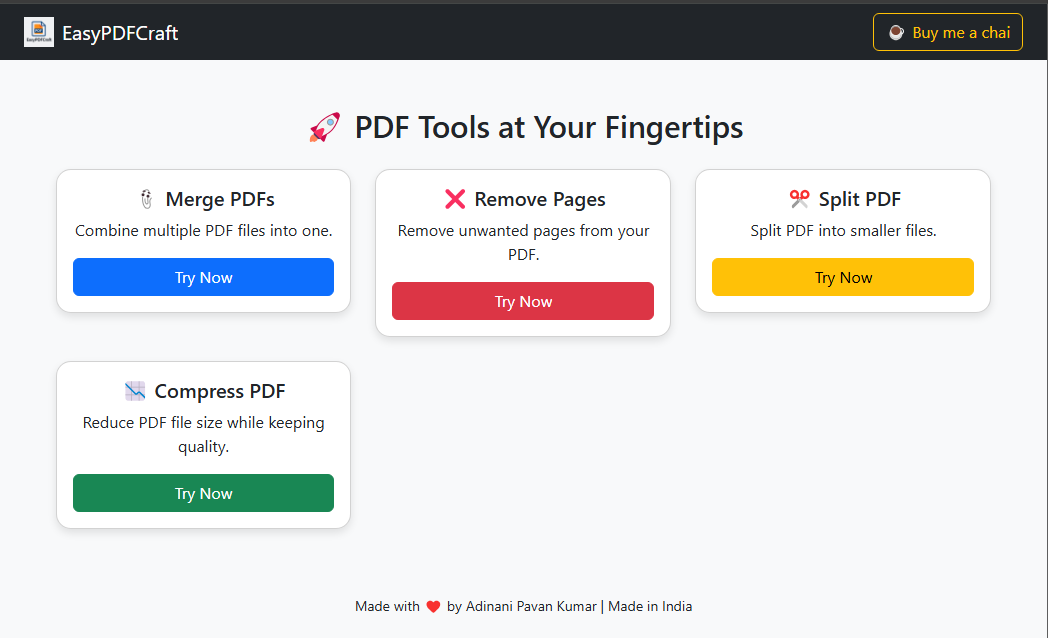 EasyPDFCraft
Buy me a chai
PDF Tools at Your Fingertips
Merge PDFs
Combine multiple PDF files into one.
Try Now
Remove Pages
Remove unwanted pages from your
PDF.
Try Now
Split PDF
Split PDF into smaller files.
Try Now
Compress PDF
Reduce PDF file size while keeping
quality.
Try Now
Made with ❤️ by Adinani Pavan Kumar | Made in India